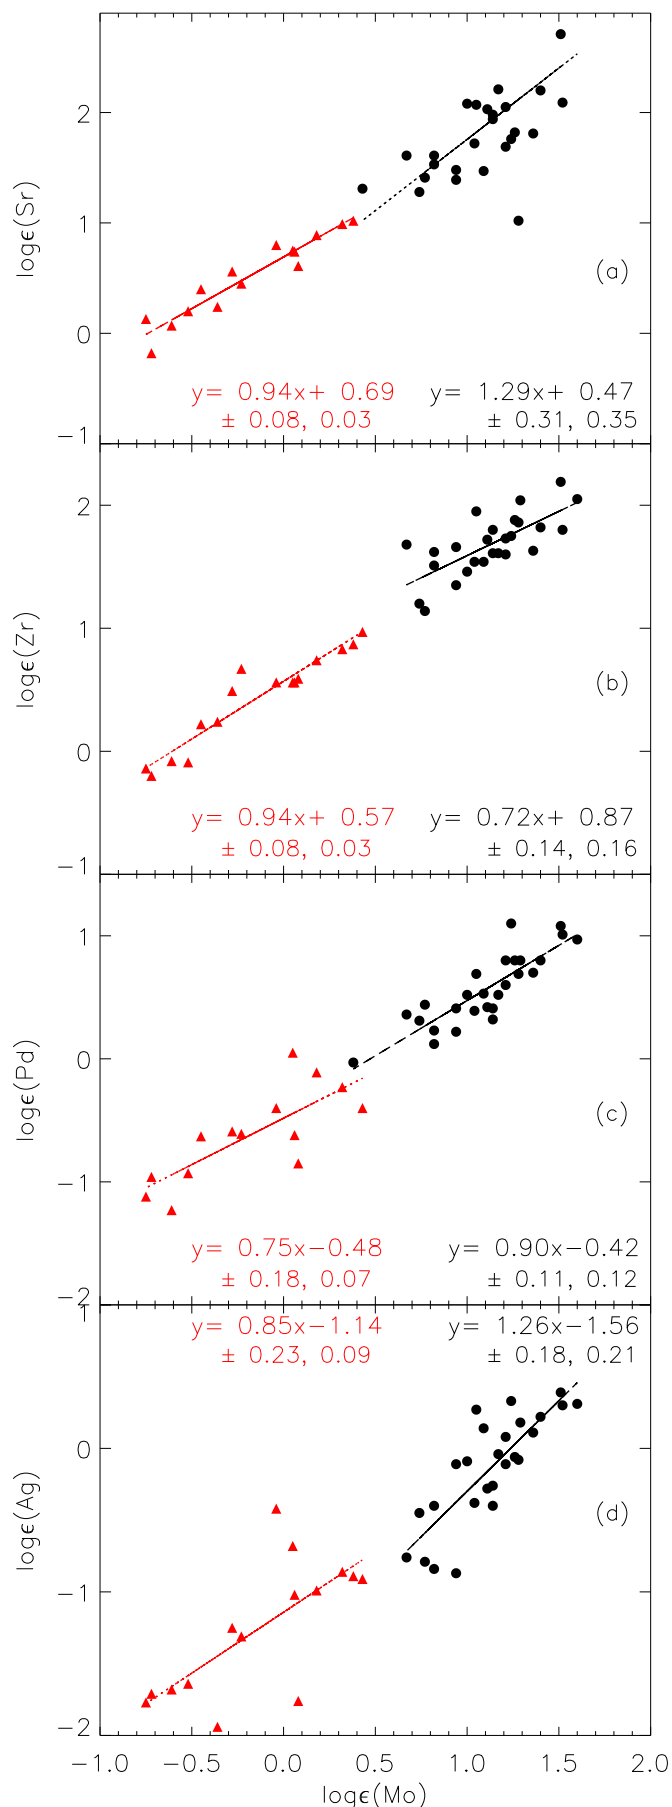 2
1
0
−1
logϵ(Sr)
(a)
y= 0.94x+ 0.69
± 0.08, 0.03
y= 1.29x+ 0.47
± 0.31, 0.35
2
1
0
−1
logϵ(Zr)
(b)
y= 0.94x+ 0.57
± 0.08, 0.03
y= 0.72x+ 0.87
± 0.14, 0.16
1
0
−1
−2
logϵ(Pd)
(c)
y= 0.75x−0.48
± 0.18, 0.07
y= 0.90x−0.42
± 0.11, 0.12
1
0
−1
−2
logϵ(Ag)
y= 0.85x−1.14
± 0.23, 0.09
y= 1.26x−1.56
± 0.18, 0.21
(d)
−1.0 −0.5 0.0 0.5 1.0 1.5 2.0
logϵ(Mo)